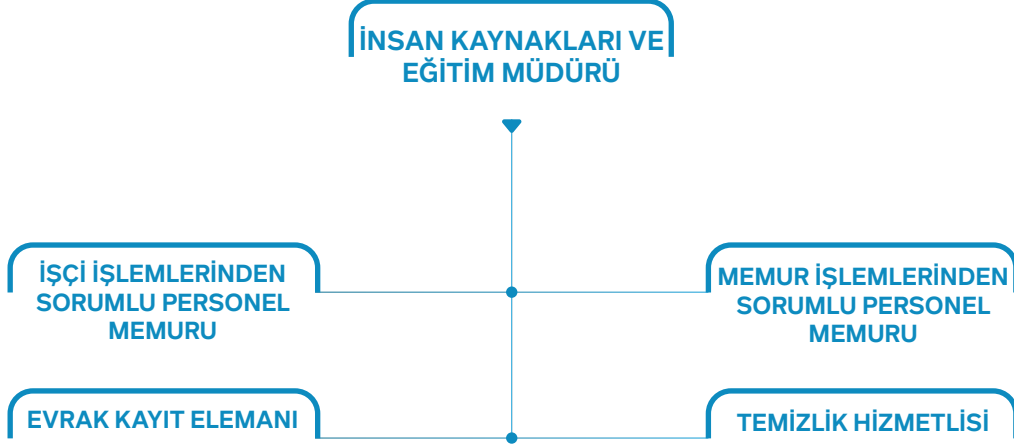 İNSAN KAYNAKLARI VE
EĞİTİM MÜDÜRÜ
İŞÇİ İŞLEMLERİNDEN
SORUMLU PERSONEL
MEMURU
MEMUR İŞLEMLERİNDEN
SORUMLU PERSONEL
MEMURU
EVRAK KAYIT ELEMANI
TEMİZLİK HİZMETLİSİ